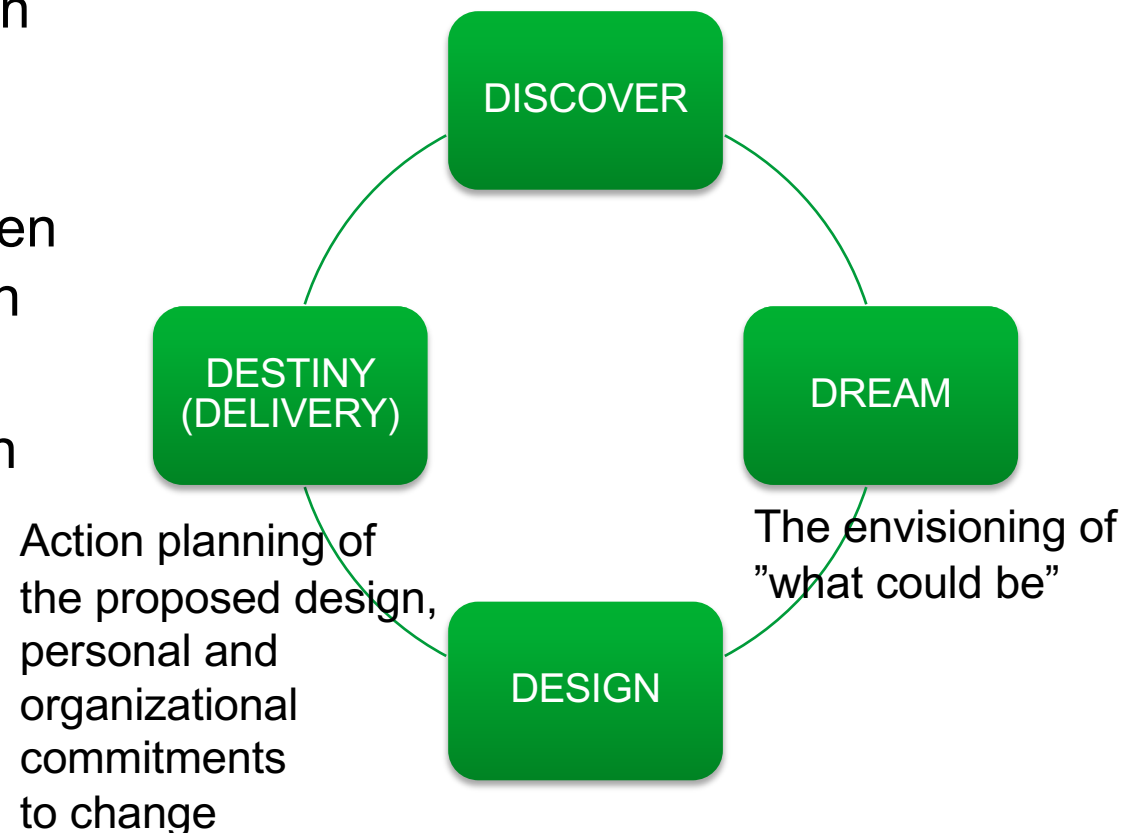 n
en
n
n
DISCOVER
DREAM
The envisioning of
”what could be”
DESIGN
DESTINY
(DELIVERY)
Action planning of
the proposed design,
personal and
organizational
commitments
to change